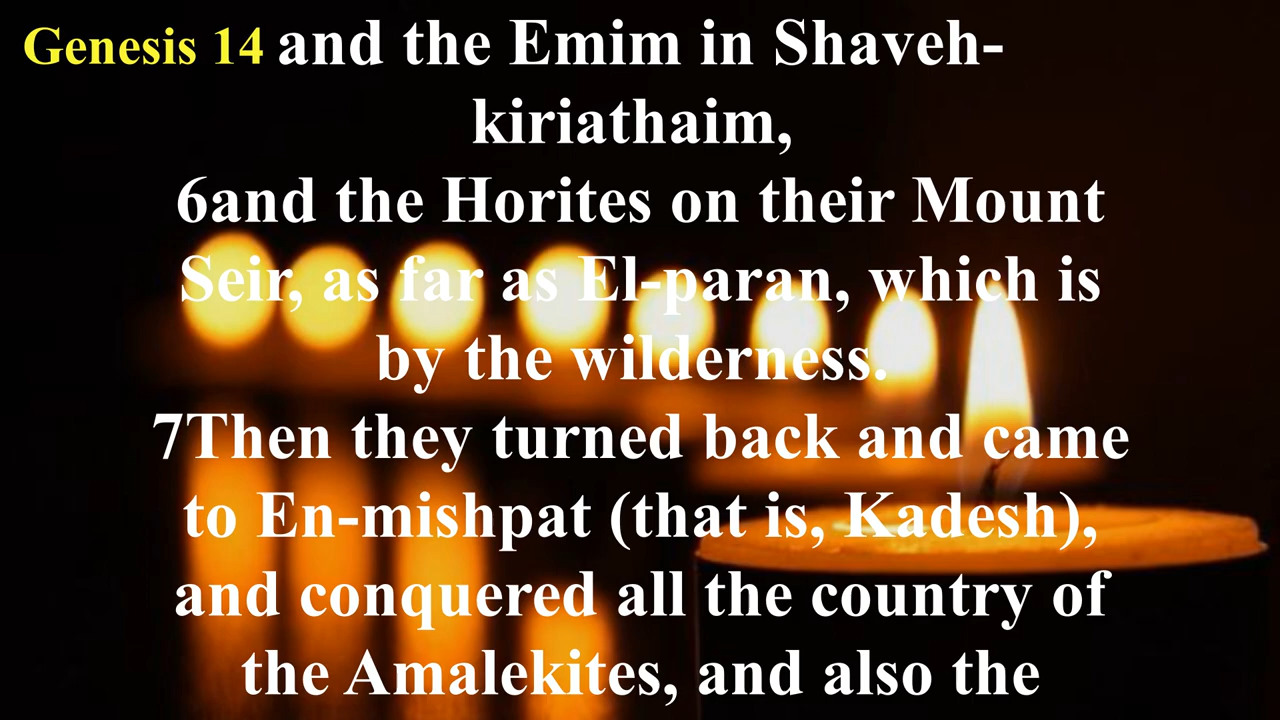 Genesis 14 and the Emim in Shaveh-
kiriathaim,
6and the Horites on their Mount
Seir, as far as El-paran, which is
by the wilderness.
7Then they turned back and came
to En-mishpat (that is, Kadesh),
and conquered all the country of
the Amalekites, and also the